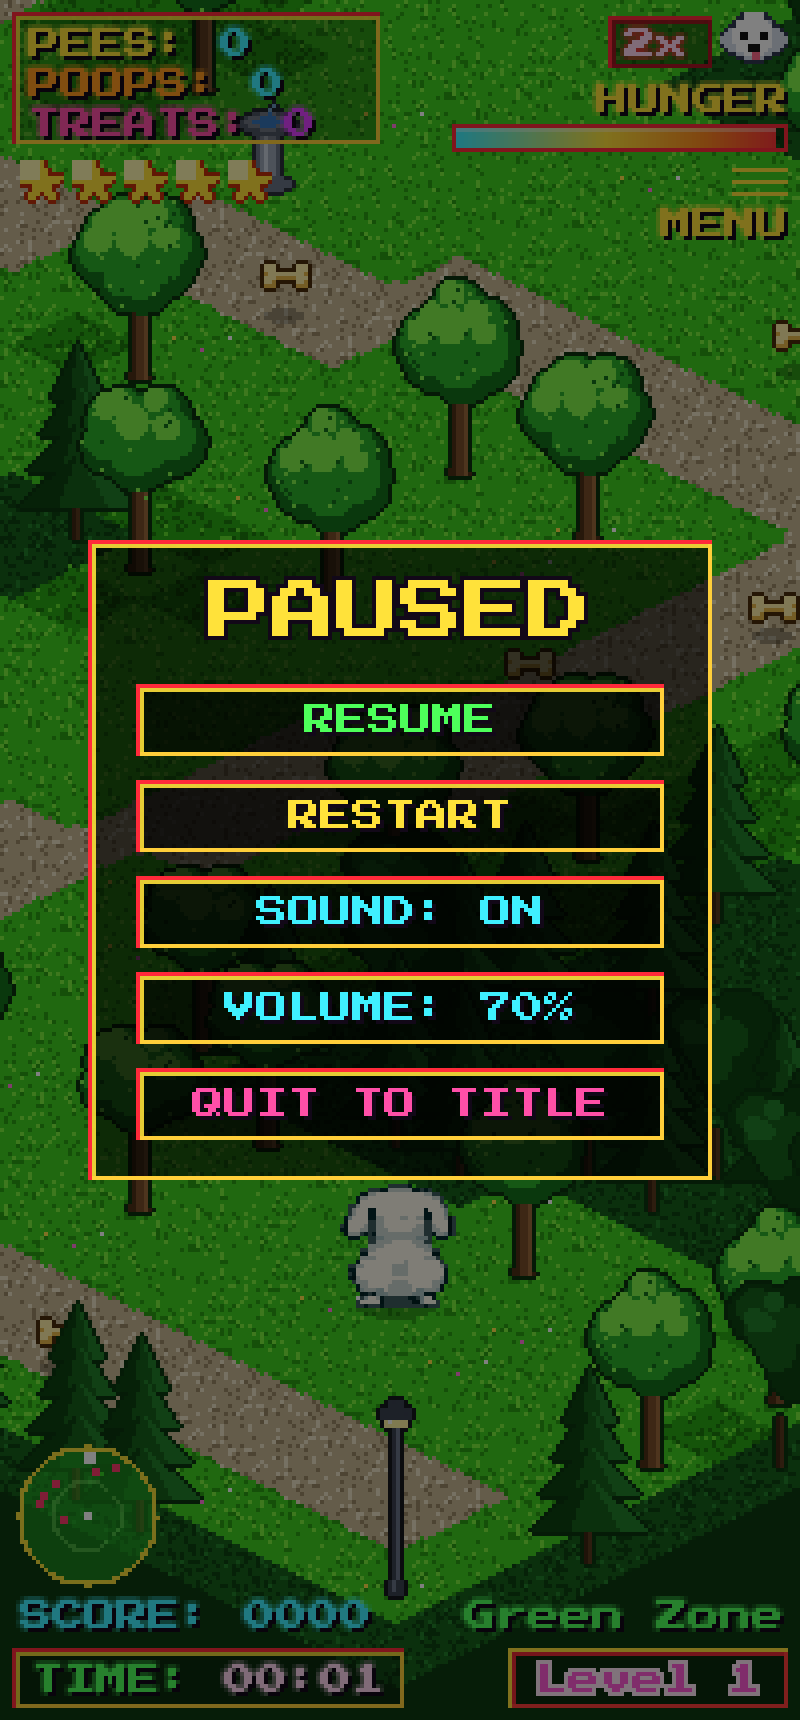 PEES: 0
POOPS: 0
TREATS: 0
2x
HUNGER
MENU
PAUSED
RESUME
RESTART
SOUND: ON
VOLUME: 70%
QUIT TO TITLE
SCORE: 0000
Green Zone
TIME: 00:01
Level 1